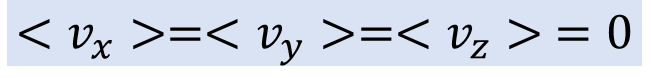 < v_x >=< v_y >=< v_z > = 0